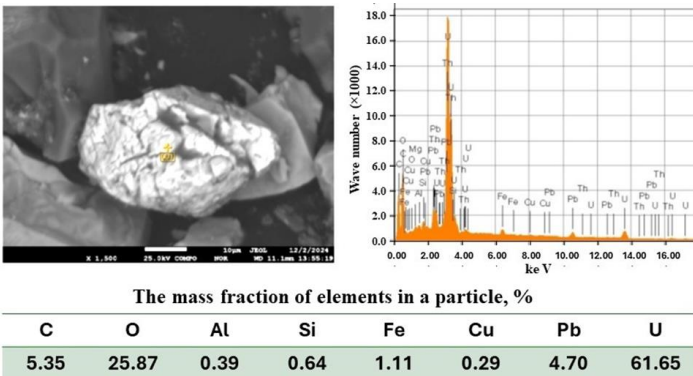 10µm JEOL 12/2/2024
X 1,500 25.0kV COMPO NOR WD 11.1mm 13:55:19
Wave number (×1000)
18.0
16.0
14.0
12.0
10.0
8.0
6.0
4.0
2.0
0.0
U
Th
U
Th
O
C
Mg
O
Cu
Cu
Al
Si
Cu
Pb
Pb
Th
Pb
Th
U
U
Th
U
Fe
Fe
Cu
Cu
Pb
Pb
Th
U
Pb
Th
U
Th
Pb
U
Th
Pb
Th
U
0.00 2.00 4.00 6.00 8.00 10.00 12.00 14.00 16.00
ke V
The mass fraction of elements in a particle, %
C O Al Si Fe Cu Pb U
5.35 25.87 0.39 0.64 1.11 0.29 4.70 61.65